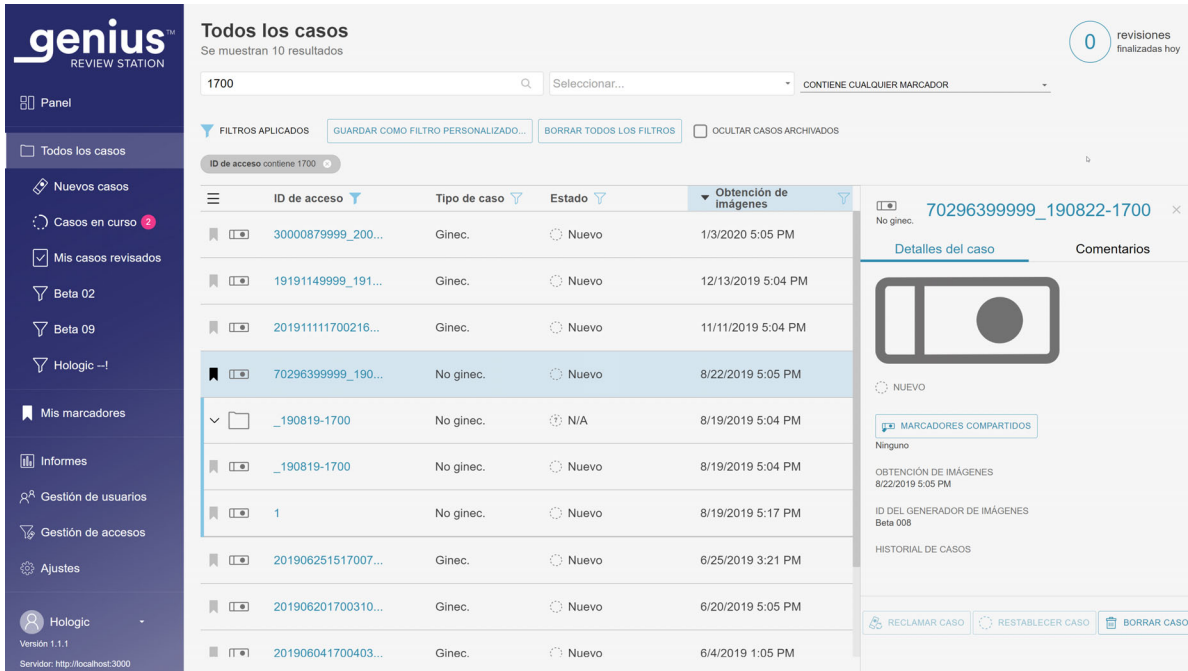 genius™
REVIEW STATION
Panel
Todos los casos
Nuevos casos
Casos en curso 2
Mis casos revisados
Beta 02
Beta 09
Hologic --!
Mis marcadores
Informes
Gestión de usuarios
Gestión de accesos
Ajustes
Hologic
Versión 1.1.1
Servidor: http://localhost:3000
Todos los casos
Se muestran 10 resultados
0 revisiones
finalizadas hoy
1700 Seleccionar... CONTIENE CUALQUIER MARCADOR
FILTROS APLICADOS GUARDAR COMO FILTRO PERSONALIZADO... BORRAR TODOS LOS FILTROS OCULTAR CASOS ARCHIVADOS
ID de acceso contiene 1700
ID de acceso Tipo de caso Estado Obtención de
imágenes
30000879999_200... Ginec. Nuevo 1/3/2020 5:05 PM
19191149999_191... Ginec. Nuevo 12/13/2019 5:04 PM
201911111700216... Ginec. Nuevo 11/11/2019 5:04 PM
70296399999_190... No ginec. Nuevo 8/22/2019 5:05 PM
_190819-1700 No ginec. N/A 8/19/2019 5:04 PM
_190819-1700 No ginec. Nuevo 8/19/2019 5:04 PM
1 No ginec. Nuevo 8/19/2019 5:17 PM
201906251517007... Ginec. Nuevo 6/25/2019 3:21 PM
201906201700310... Ginec. Nuevo 6/20/2019 5:05 PM
201906041700403... Ginec. Nuevo 6/4/2019 1:05 PM
No ginec. 70296399999_190822-1700
Detalles del caso Comentarios
NUEVO
MARCADORES COMPARTIDOS
Ninguno
OBTENCIÓN DE IMÁGENES
8/22/2019 5:05 PM
ID DEL GENERADOR DE IMÁGENES
Beta 008
HISTORIAL DE CASOS
RECLAMAR CASO RESTABLECER CASO BORRAR CASO